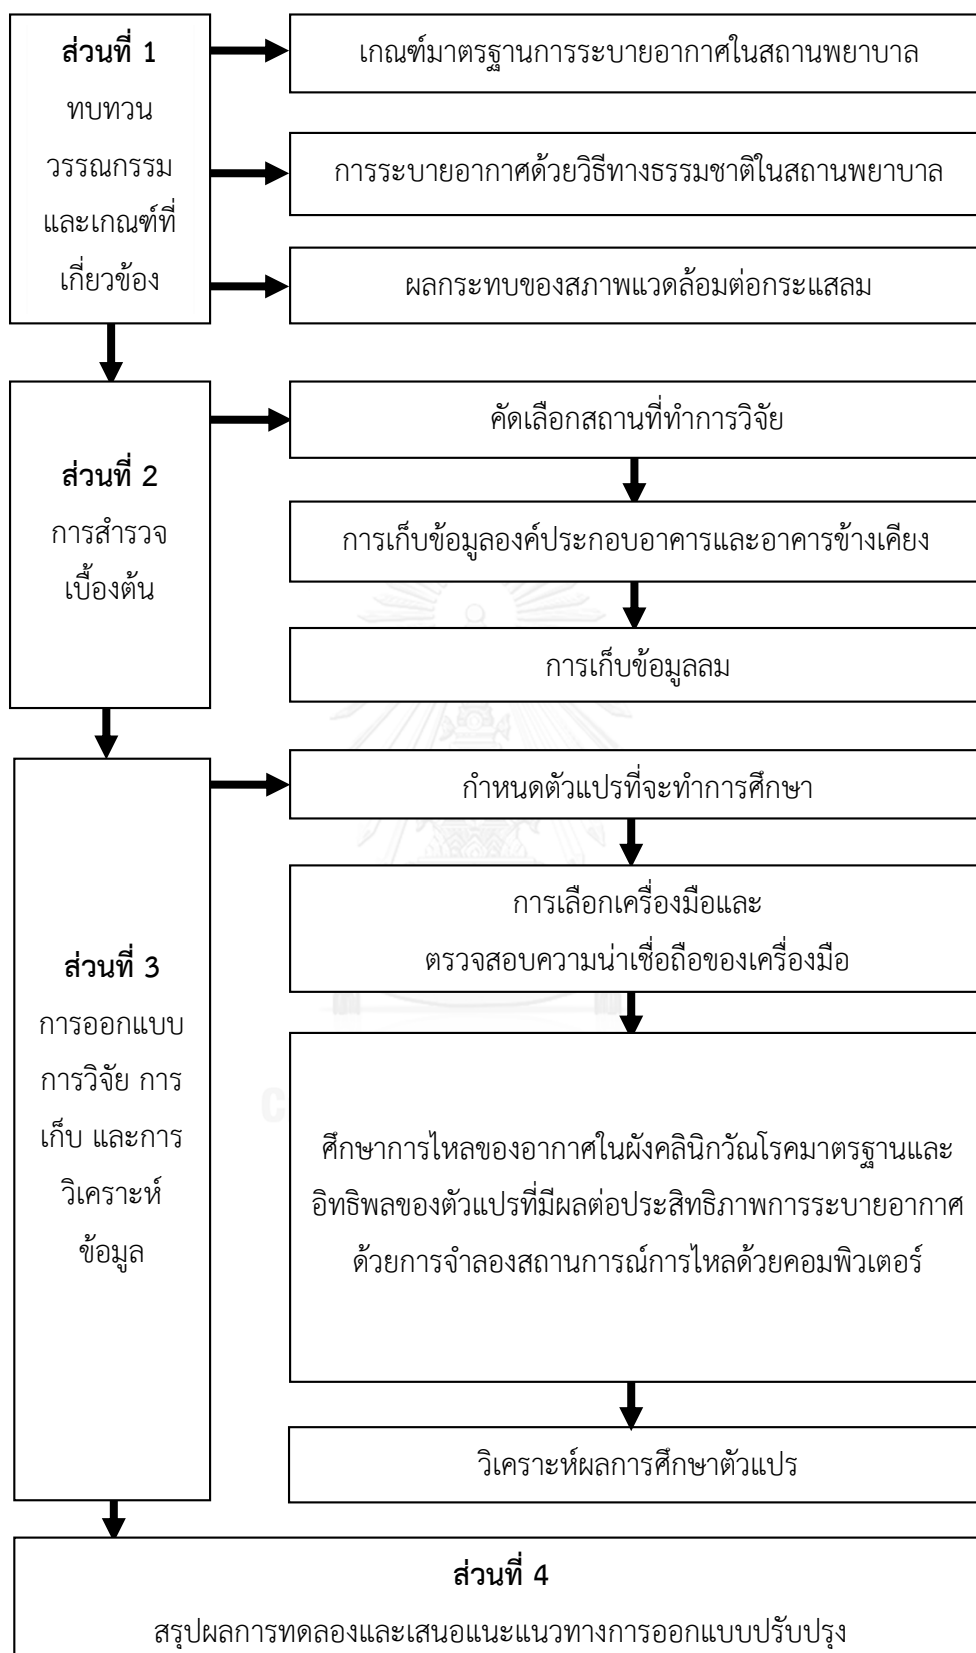 ส่วนที่ 1
ทบทวน
วรรณกรรม
และเกณฑ์ที่
เกี่ยวข้อง
เกณฑ์มาตรฐานการระบายอากาศในสถานพยาบาล
การระบายอากาศด้วยวิธีทางธรรมชาติในสถานพยาบาล
ผลกระทบของสภาพแวดล้อมต่อกระแสลม
ส่วนที่ 2
การสำรวจ
เบื้องต้น
คัดเลือกสถานที่ทำการวิจัย
การเก็บข้อมูลองค์ประกอบอาคารและอาคารข้างเคียง
การเก็บข้อมูลลม
ส่วนที่ 3
การออกแบบ
การวิจัย การ
เก็บ และการ
วิเคราะห์
ข้อมูล
กำหนดตัวแปรที่จะทำการศึกษา
การเลือกเครื่องมือและ
ตรวจสอบความน่าเชื่อถือของเครื่องมือ
ศึกษาการไหลของอากาศในผังคลินิกวัณโรคมาตรฐานและ
อิทธิพลของตัวแปรที่มีผลต่อประสิทธิภาพการระบายอากาศ
ด้วยการจำลองสถานการณ์การไหลด้วยคอมพิวเตอร์
วิเคราะห์ผลการศึกษาตัวแปร
ส่วนที่ 4
สรุปผลการทดลองและเสนอแนะแนวทางการออกแบบปรับปรุง